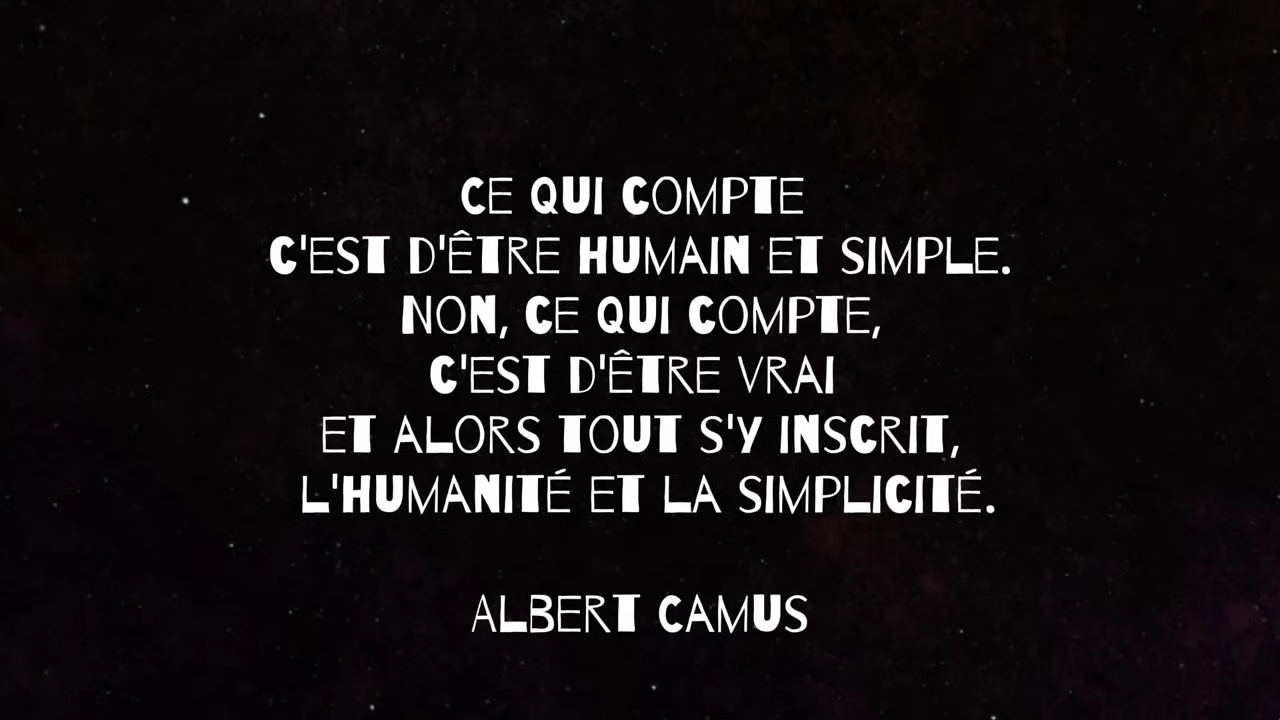 CE QUI COMPTE
C'EST D'ÊTRE HUMAIN ET SIMPLE.
NON, CE QUI COMPTE,
C'EST D'ÊTRE VRAI
ET ALORS TOUT S'Y INSCRIT,
L'HUMANITÉ ET LA SIMPLICITÉ.
ALBERT CAMUS